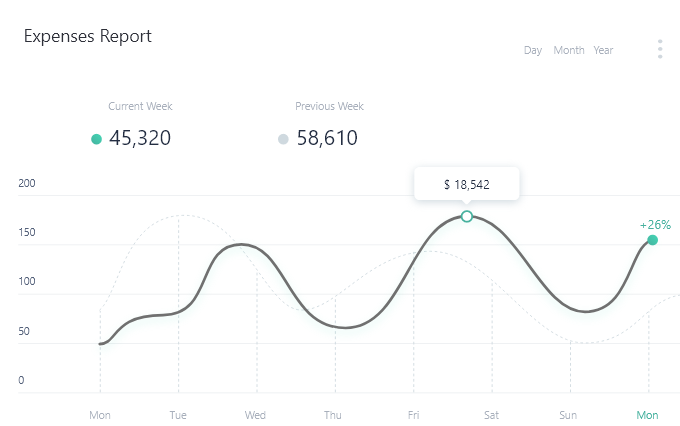 Expenses Report
Day Month Year
Current Week Previous Week
45,320 58,610
$ 18,542
200
150
100
50
0
+26%
Mon Tue Wed Thu Fri Sat Sun Mon